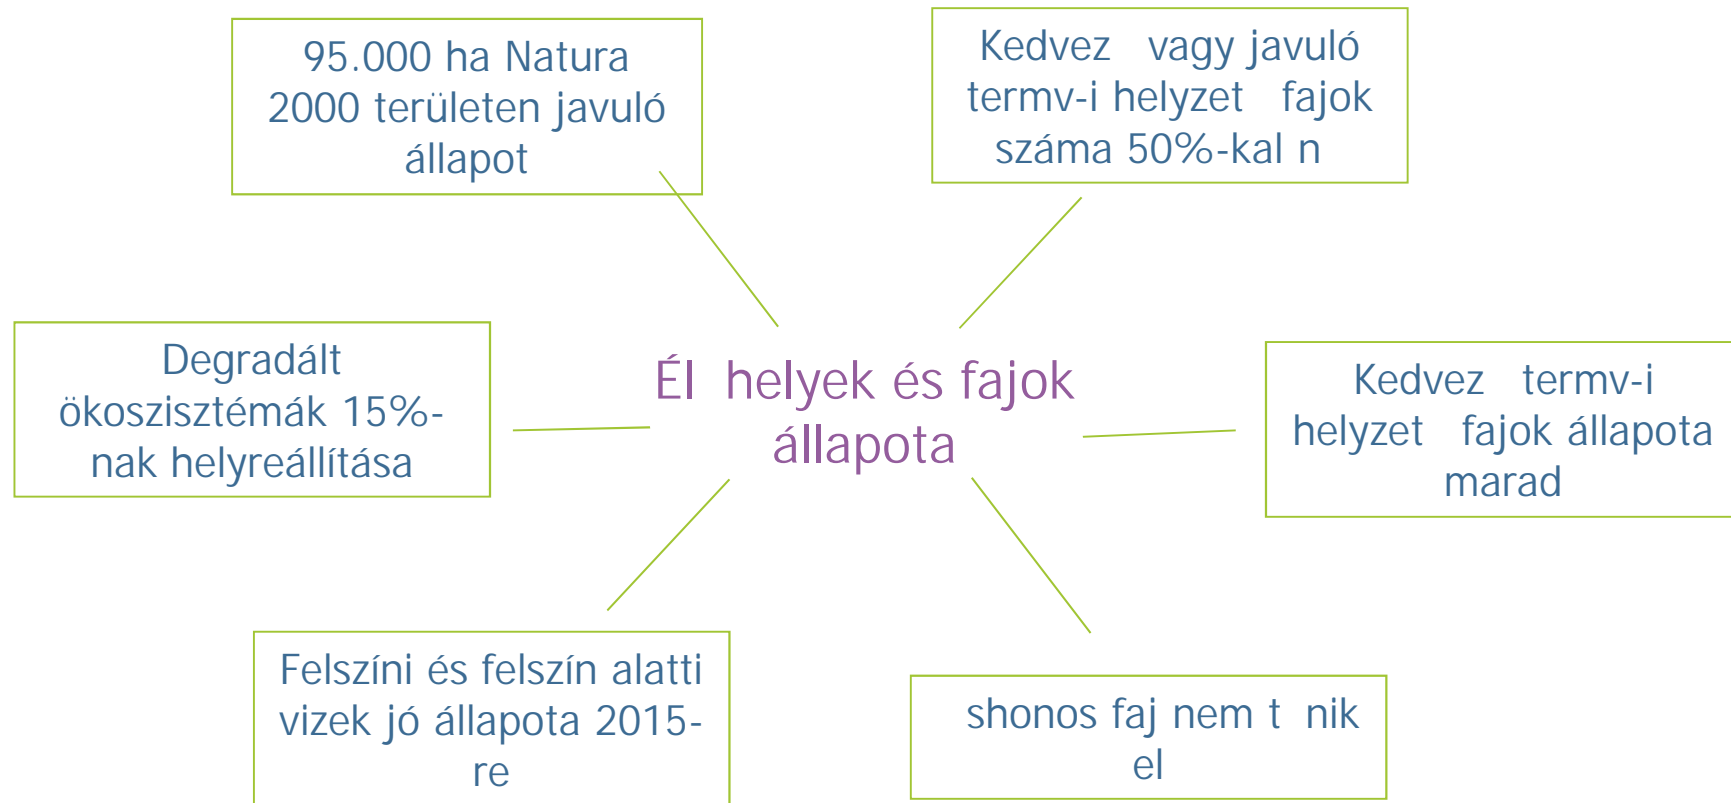 95.000 ha Natura
2000 területen javuló
állapot
Kedvez vagy javuló
termv-i helyzet fajok
száma 50%-kal n
Degradált
ökoszisztémák 15%-
nak helyreállítása
Él helyek és fajok
állapota
Kedvez termv-i
helyzet fajok állapota
marad
Felszíni és felszín alatti
vizek jó állapota 2015-
re
shonos faj nem t nik
el